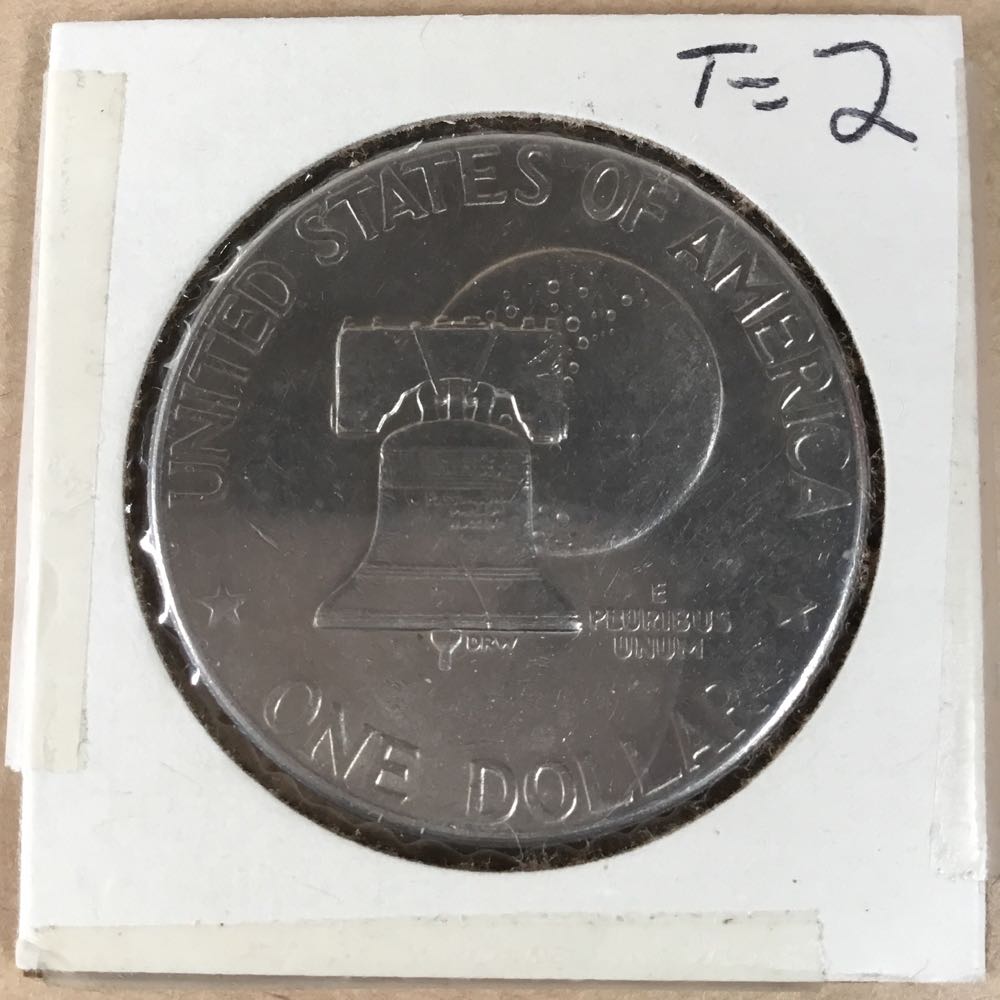 T=2
UNITED STATES OF AMERICA
E
PLURIBUS
UNUM
DRW
ONE DOLLAR